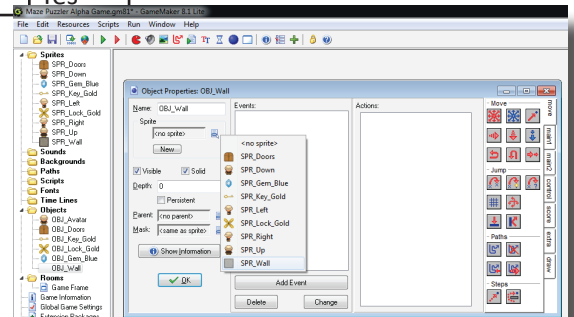 Maze Puzzler Alpha Game.gm81* - GameMaker 8.1 Lite
File Edit Resources Scripts Run Window Help
Sprites
SPR_Doors
SPR_Down
SPR_Gem_Blue
SPR_Key_Gold
SPR_Left
SPR_Lock_Gold
SPR_Right
SPR_Up
SPR_Wall
Sounds
Backgrounds
Paths
Scripts
Fonts
Time Lines
Objects
OBJ_Avatar
OBJ_Doors
OBJ_Key_Gold
OBJ_Lock_Gold
OBJ_Gem_Blue
OBJ_Wall
Rooms
Game Frame
Game Information
Global Game Settings
Extension Packages
Object Properties: OBJ_Wall
Name: OBJ_Wall
Sprite
<no sprite>
New
Visible Solid
Depth: 0
Persistent
Parent: <no parent>
Mask: <same as sprite>
Show Information
OK
<no sprite>
SPR_Doors
SPR_Down
SPR_Gem_Blue
SPR_Key_Gold
SPR_Left
SPR_Lock_Gold
SPR_Right
SPR_Up
SPR_Wall
Events:
Add Event
Delete Change
Actions:
Move
Jump
Paths
Steps
move
main1
main2
control
score
extra
draw